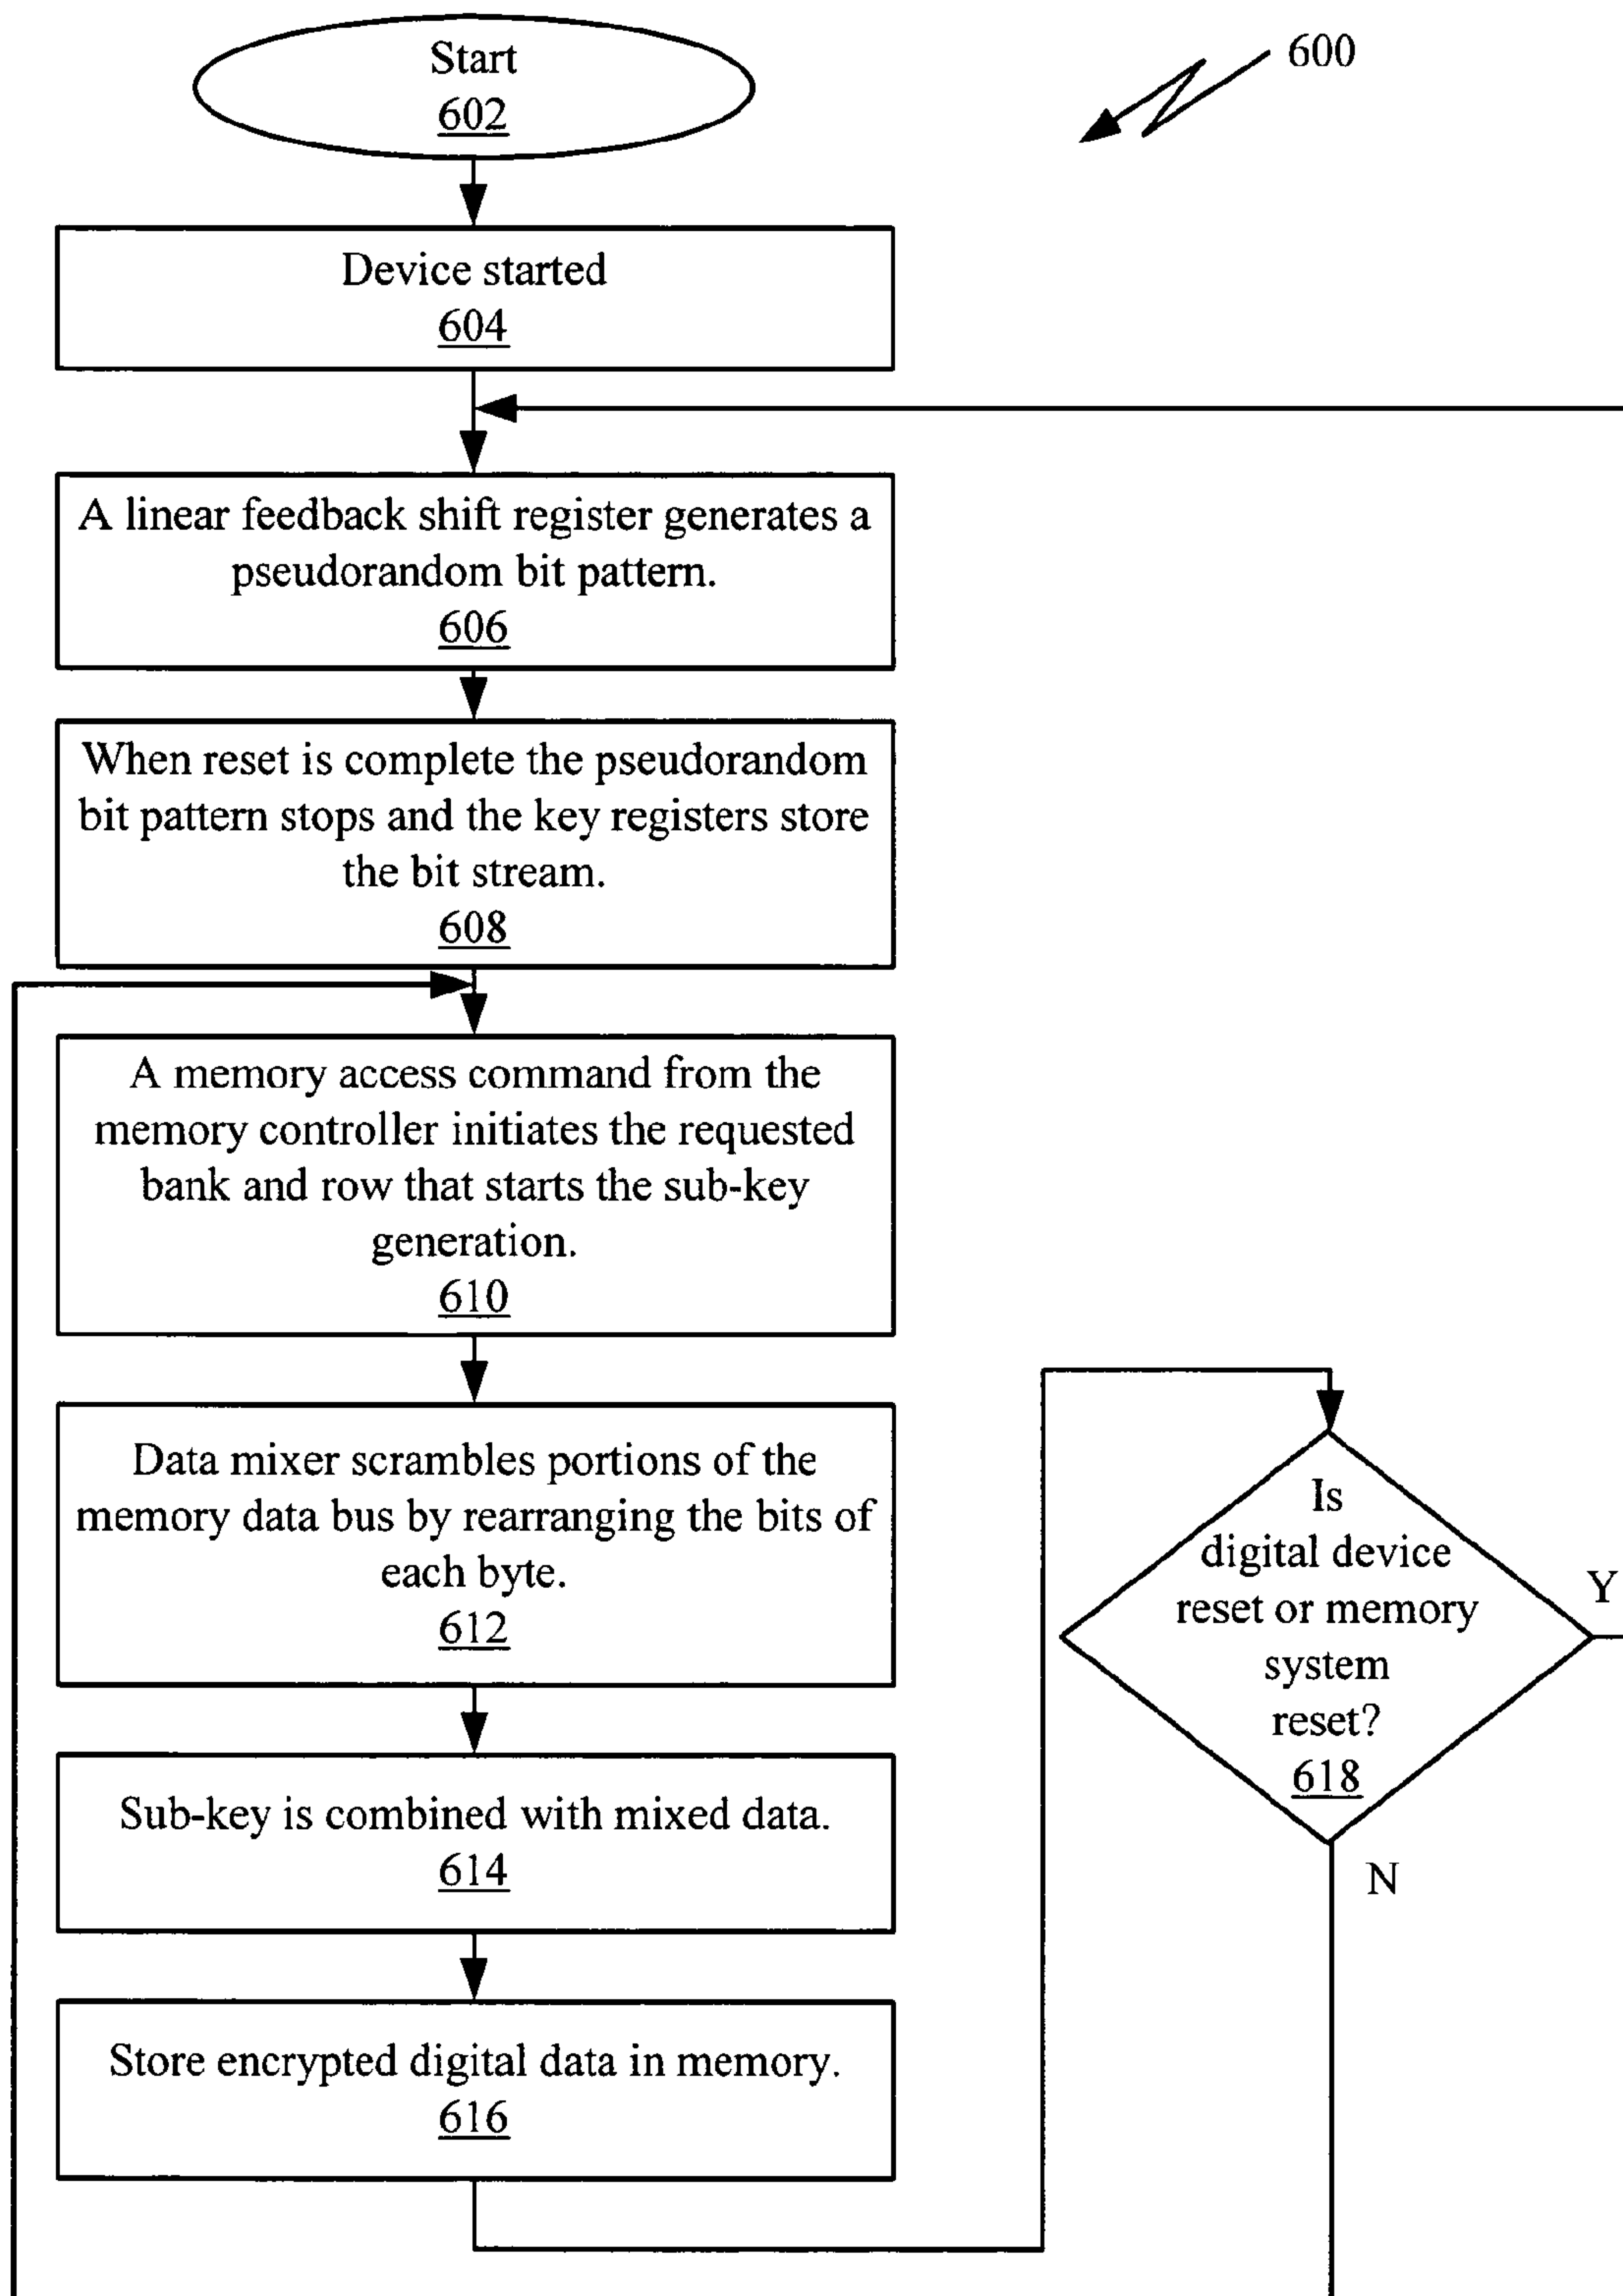 Start
602
600
Device started
604
A linear feedback shift register generates a
pseudorandom bit pattern.
606
When reset is complete the pseudorandom
bit pattern stops and the key registers store
the bit stream.
608
A memory access command from the
memory controller initiates the requested
bank and row that starts the sub-key
generation.
610
Data mixer scrambles portions of the
memory data bus by rearranging the bits of
each byte.
612
Sub-key is combined with mixed data.
614
Store encrypted digital data in memory.
616
Is
digital device
reset or memory
system
reset?
618
Y
N